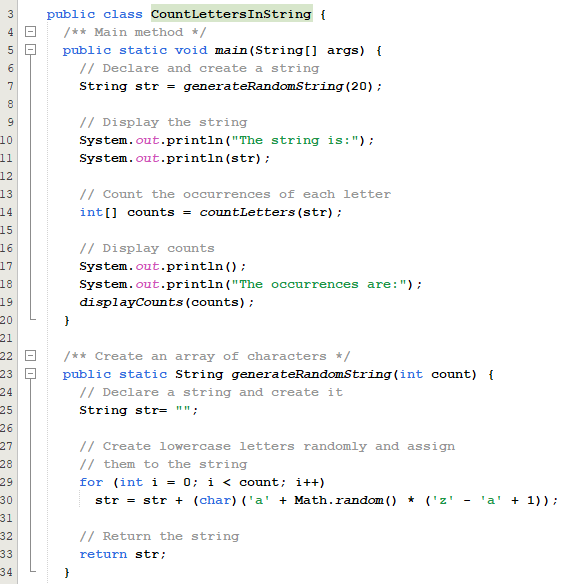 3 public class CountLettersInString {
4 /** Main method */
5 public static void main(String[] args) {
6 // Declare and create a string
7 String str = generateRandomString(20);
8
9 // Display the string
10 System.out.println("The string is:");
11 System.out.println(str);
12
13 // Count the occurrences of each letter
14 int[] counts = countLetters(str);
15
16 // Display counts
17 System.out.println();
18 System.out.println("The occurrences are:");
19 displayCounts(counts);
20 }
21
22 /** Create an array of characters */
23 public static String generateRandomString(int count) {
24 // Declare a string and create it
25 String str= "";
26
27 // Create lowercase letters randomly and assign
28 // them to the string
29 for (int i = 0; i < count; i++)
30 str = str + (char)('a' + Math.random() * ('z' - 'a' + 1));
31
32 // Return the string
33 return str;
34 }